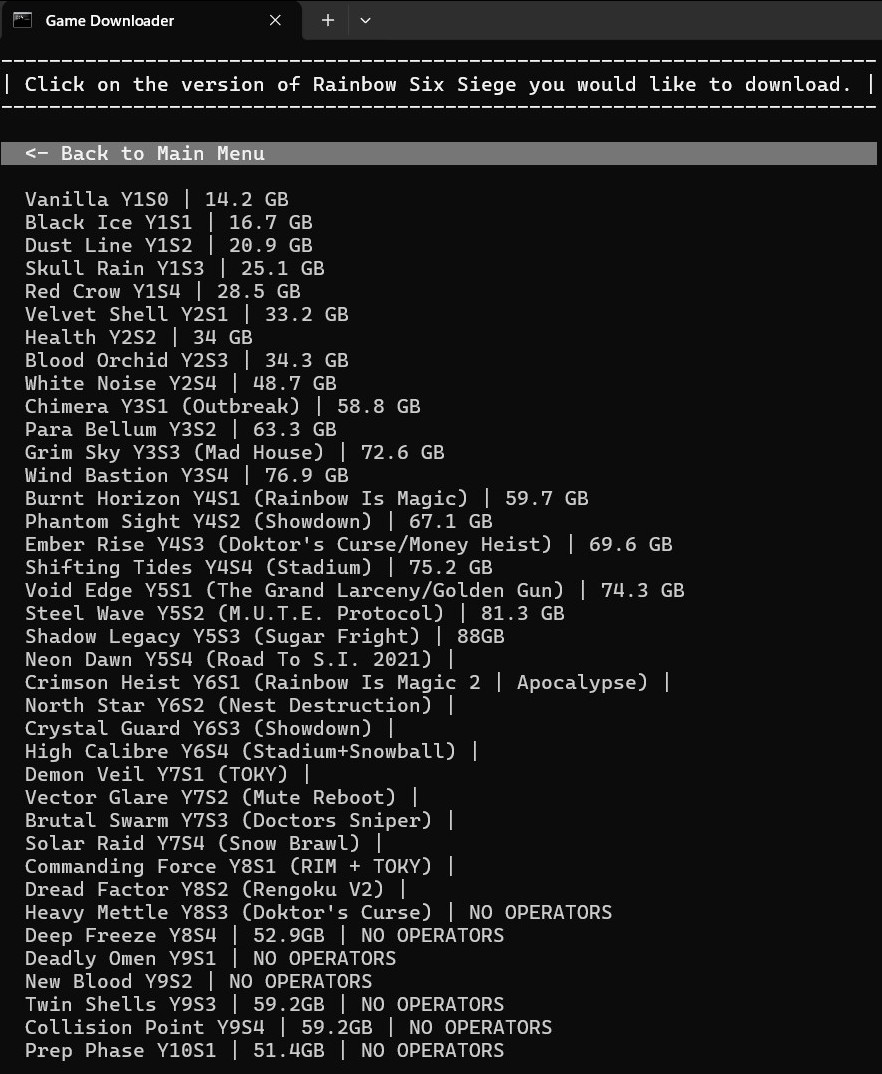 Game Downloader
| Click on the version of Rainbow Six Siege you would like to download. |
<- Back to Main Menu
Vanilla Y1S0 | 14.2 GB
Black Ice Y1S1 | 16.7 GB
Dust Line Y1S2 | 20.9 GB
Skull Rain Y1S3 | 25.1 GB
Red Crow Y1S4 | 28.5 GB
Velvet Shell Y2S1 | 33.2 GB
Health Y2S2 | 34 GB
Blood Orchid Y2S3 | 34.3 GB
White Noise Y2S4 | 48.7 GB
Chimera Y3S1 (Outbreak) | 58.8 GB
Para Bellum Y3S2 | 63.3 GB
Grim Sky Y3S3 (Mad House) | 72.6 GB
Wind Bastion Y3S4 | 76.9 GB
Burnt Horizon Y4S1 (Rainbow Is Magic) | 59.7 GB
Phantom Sight Y4S2 (Showdown) | 67.1 GB
Ember Rise Y4S3 (Doktor's Curse/Money Heist) | 69.6 GB
Shifting Tides Y4S4 (Stadium) | 75.2 GB
Void Edge Y5S1 (The Grand Larceny/Golden Gun) | 74.3 GB
Steel Wave Y5S2 (M.U.T.E. Protocol) | 81.3 GB
Shadow Legacy Y5S3 (Sugar Fright) | 88GB
Neon Dawn Y5S4 (Road To S.I. 2021) |
Crimson Heist Y6S1 (Rainbow Is Magic 2 | Apocalypse) |
North Star Y6S2 (Nest Destruction) |
Crystal Guard Y6S3 (Showdown) |
High Calibre Y6S4 (Stadium+Snowball) |
Demon Veil Y7S1 (TOKY) |
Vector Glare Y7S2 (Mute Reboot) |
Brutal Swarm Y7S3 (Doctors Sniper) |
Solar Raid Y7S4 (Snow Brawl) |
Commanding Force Y8S1 (RIM + TOKY) |
Dread Factor Y8S2 (Rengoku V2) |
Heavy Mettle Y8S3 (Doktor's Curse) | NO OPERATORS
Deep Freeze Y8S4 | 52.9GB | NO OPERATORS
Deadly Omen Y9S1 | NO OPERATORS
New Blood Y9S2 | NO OPERATORS
Twin Shells Y9S3 | 59.2GB | NO OPERATORS
Collision Point Y9S4 | 59.2GB | NO OPERATORS
Prep Phase Y10S1 | 51.4GB | NO OPERATORS